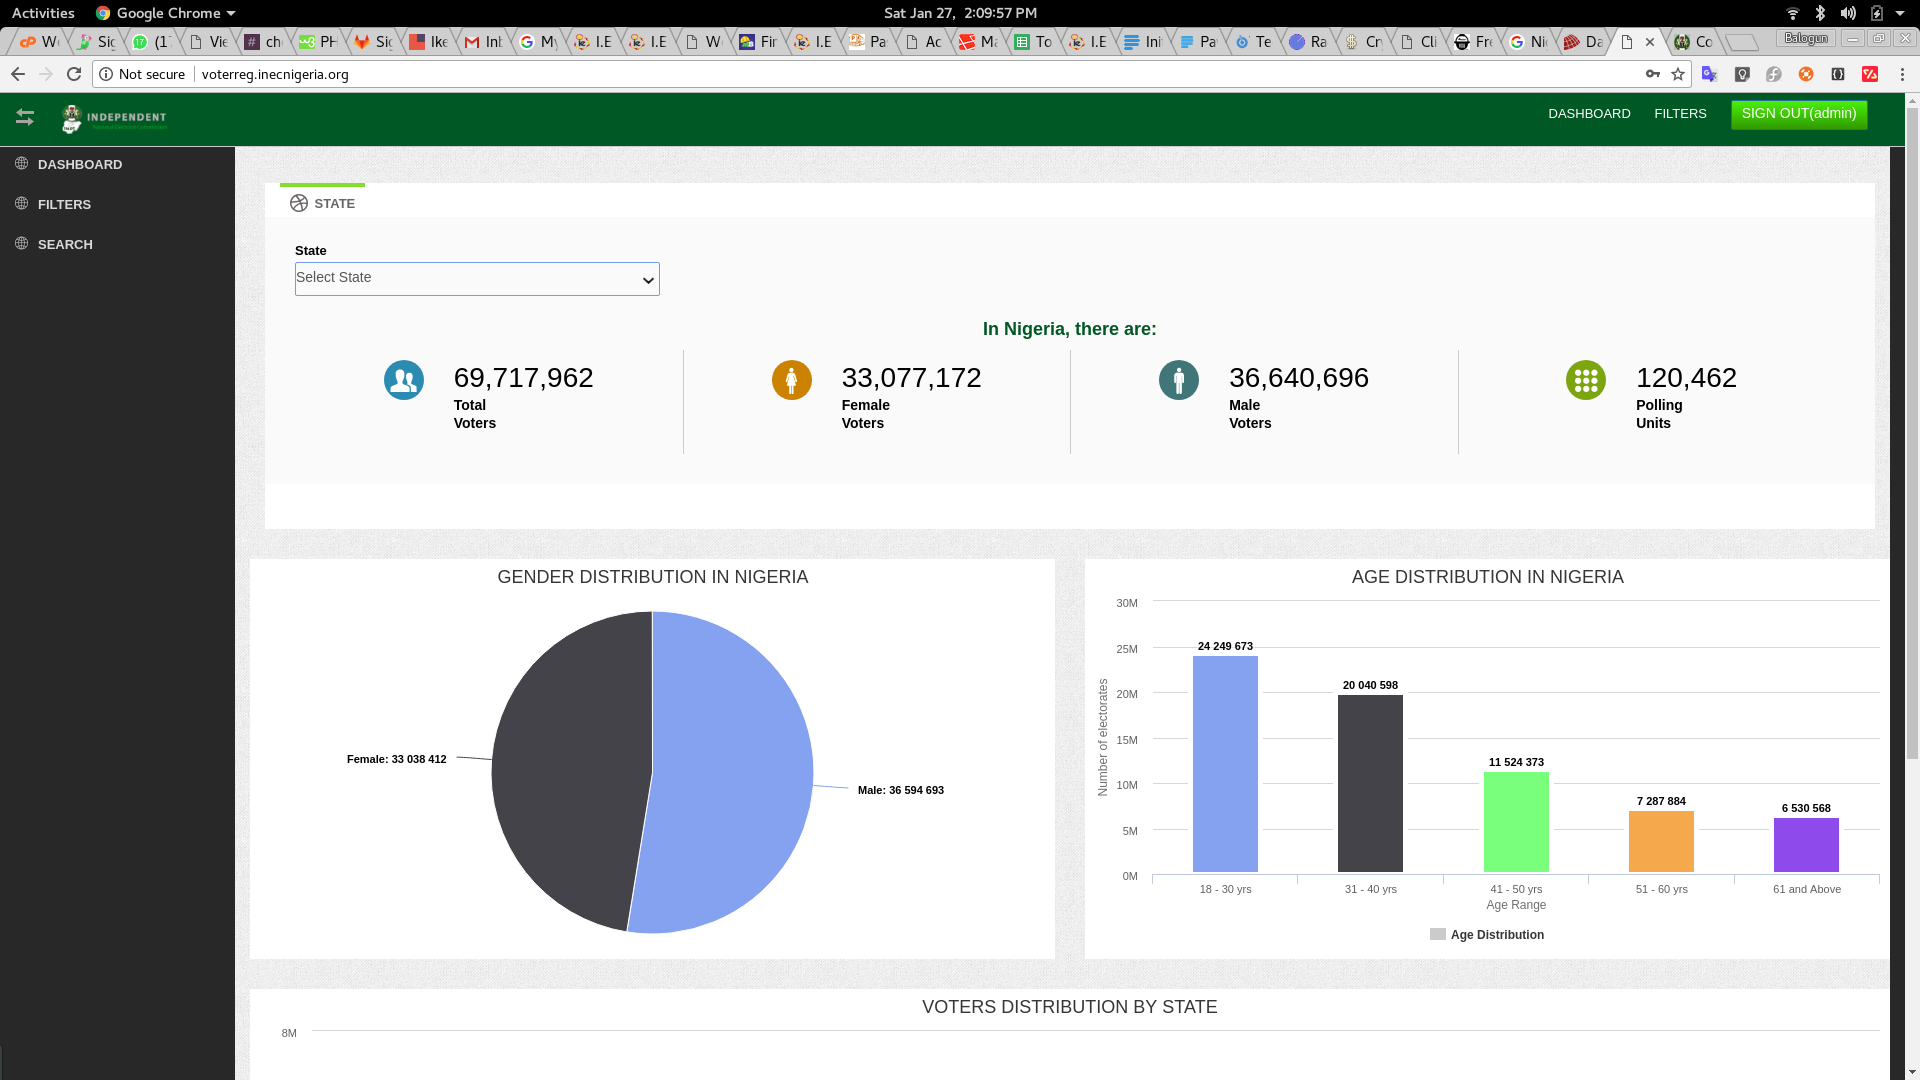 Activities
Google Chrome
Sat Jan 27, 2:09:57 PM
W
Sig
(1
Vie
ch
PH
Sig
Ike
Inb
My
I.E
I.E
W
Fir
I.E
Pa
Ac
Ma
To
I.E
Ini
Pa
Te
Ra
Cry
Cli
Fre
Ni
Da
Co
Balogun
Not secure
voterreg.inecnigeria.org
INDEPENDENT
National Electoral Commission
DASHBOARD
FILTERS
SIGN OUT(admin)
DASHBOARD
FILTERS
SEARCH
STATE
State
Select State
In Nigeria, there are:
69,717,962
Total
Voters
33,077,172
Female
Voters
36,640,696
Male
Voters
120,462
Polling
Units
GENDER DISTRIBUTION IN NIGERIA
Female: 33 038 412
Male: 36 594 693
AGE DISTRIBUTION IN NIGERIA
Number of electorates
30M
25M
20M
15M
10M
5M
0M
24 249 673
20 040 598
11 524 373
7 287 884
6 530 568
18 - 30 yrs
31 - 40 yrs
41 - 50 yrs
51 - 60 yrs
61 and Above
Age Range
Age Distribution
VOTERS DISTRIBUTION BY STATE
8M